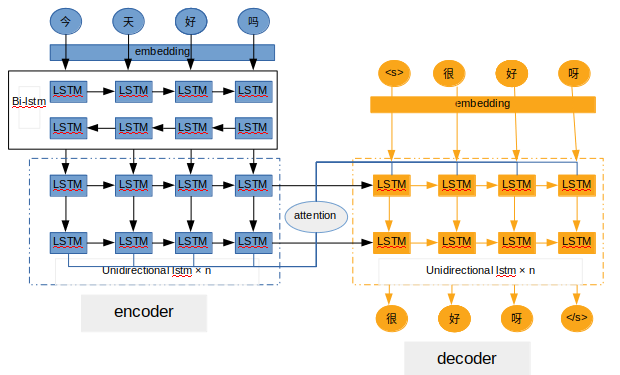 今 天 好 吗
embedding
Bi-lstm
LSTM LSTM LSTM LSTM
LSTM LSTM LSTM LSTM
LSTM LSTM LSTM LSTM
LSTM LSTM LSTM LSTM
Unidirectional lstm × n
encoder
attention
<s> 很 好 呀
embedding
LSTM LSTM LSTM LSTM
LSTM LSTM LSTM LSTM
Unidirectional lstm × n
很 好 呀 </s>
decoder